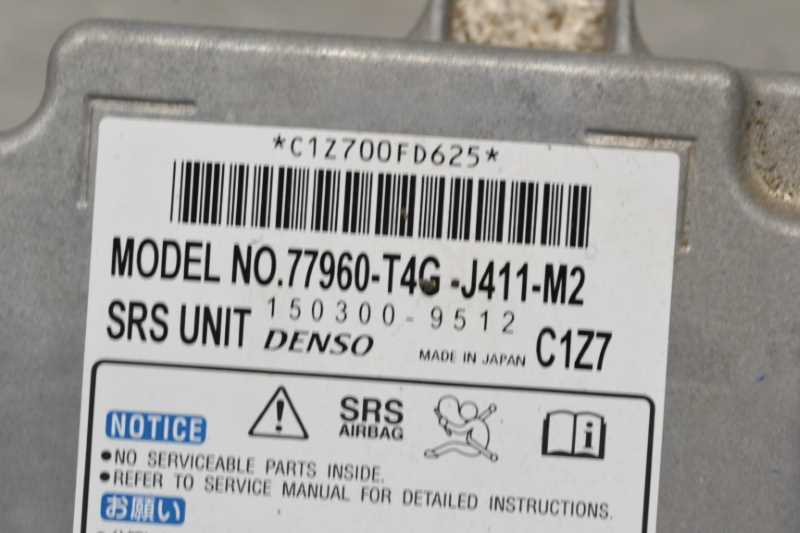 *C1Z700FD625*
MODEL NO.77960-T4G-J411-M2
SRS UNIT 150300-9512
DENSO MADE IN JAPAN C1Z7
NOTICE
SRS
AIRBAG
i
•NO SERVICEABLE PARTS INSIDE.
•REFER TO SERVICE MANUAL FOR DETAILED INSTRUCTIONS.
お願い